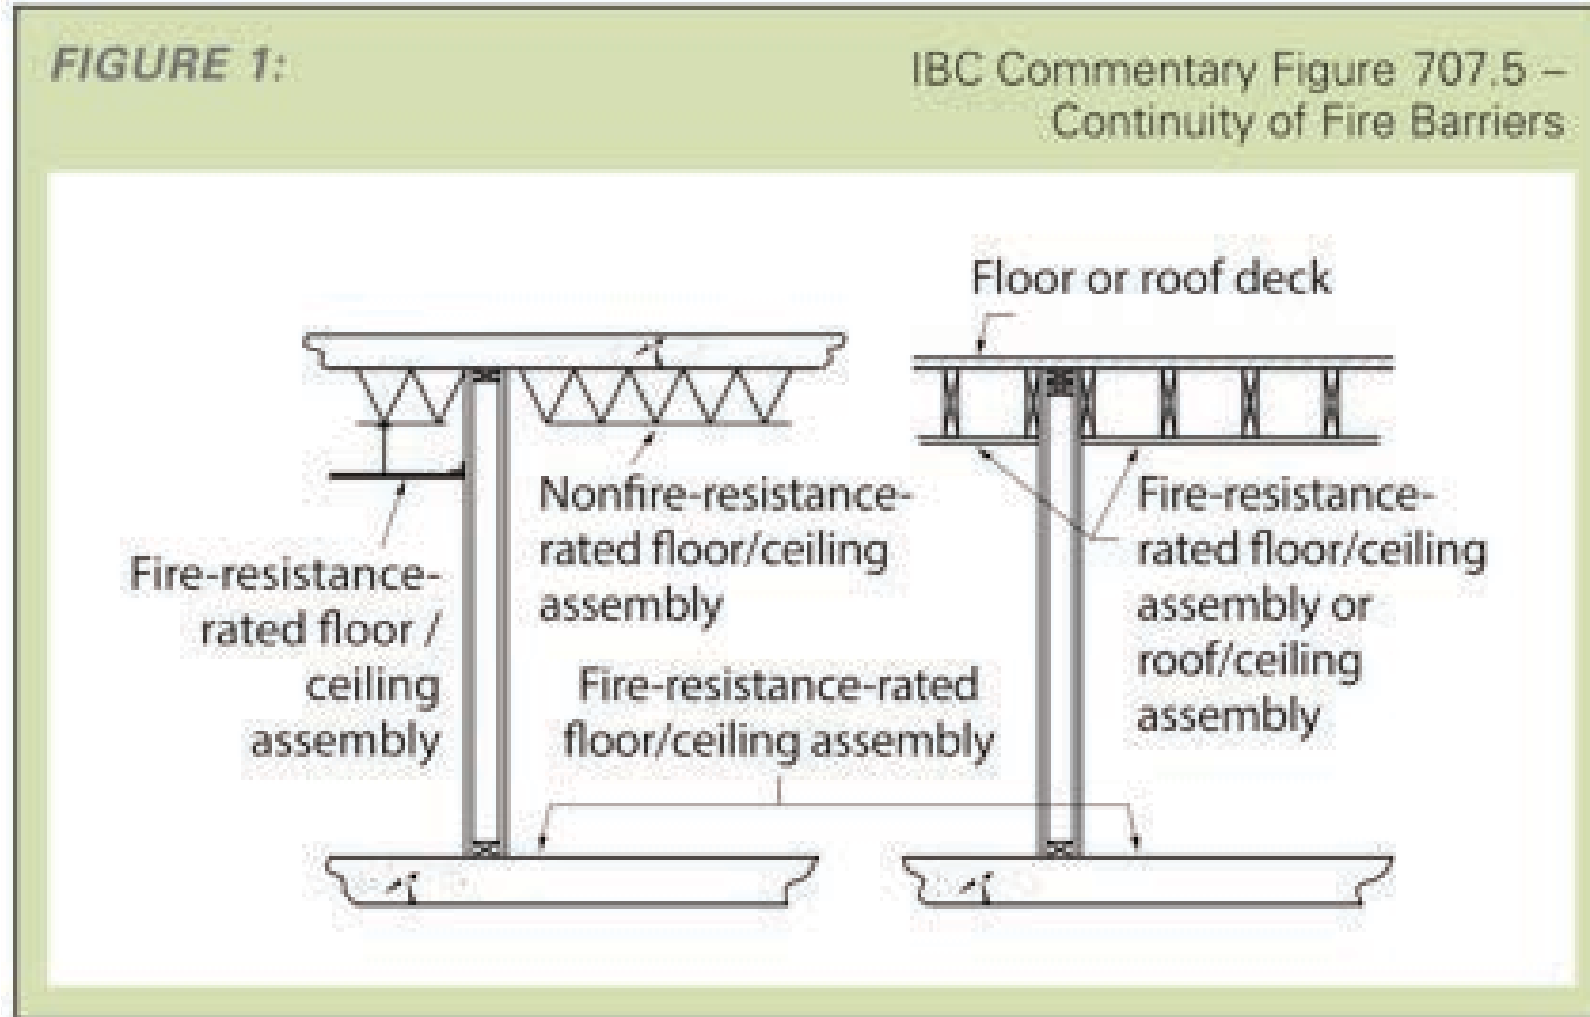 FIGURE 1:
IBC Commentary Figure 707.5 –
Continuity of Fire Barriers
Floor or roof deck
Nonfire-resistance-
rated floor/ceiling
assembly
Fire-resistance-
rated floor /
ceiling
assembly
Fire-resistance-
rated floor/ceiling
assembly or
roof/ceiling
assembly
Fire-resistance-rated
floor/ceiling assembly